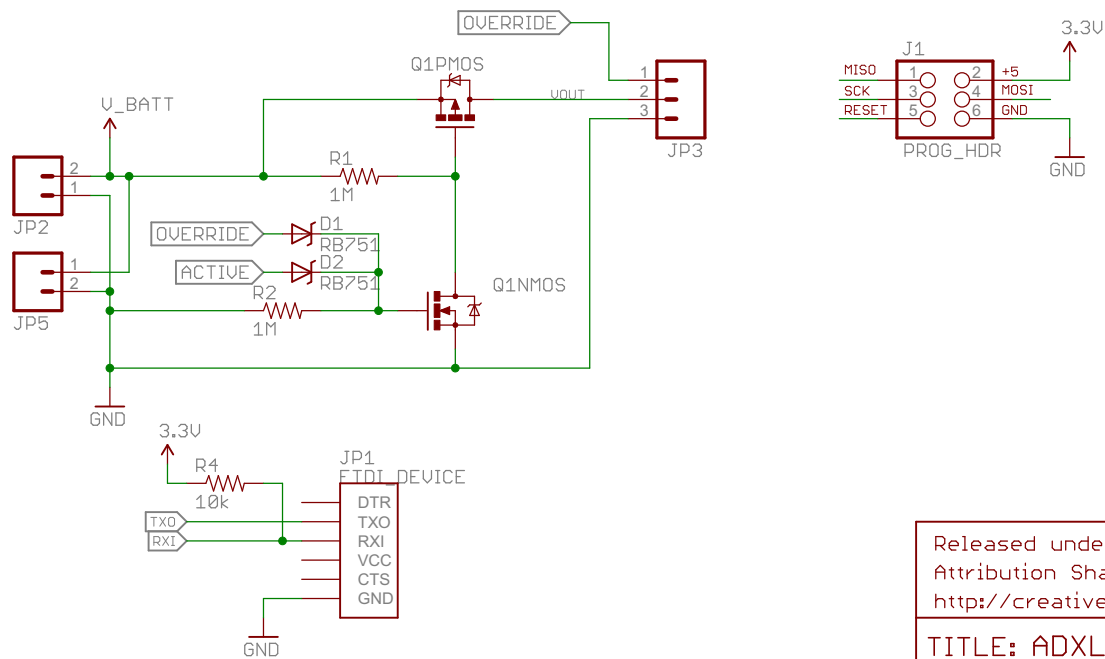 OVERRIDE
Q1PMOS
V_BATT
VOUT
1
2
3
JP3
J1
3.3V
MISO 1 2 +5
SCK 3 4 MOSI
RESET 5 6 GND
PROG_HDR
GND
2
1
JP2
R1
1M
OVERRIDE
D1
RB751
ACTIVE
D2
RB751
1
2
JP5
R2
1M
Q1NMOS
GND
3.3V
R4
10k
JP1
FTDI_DEVICE
TXO
RXI
DTR
TXO
RXI
VCC
CTS
GND
GND
Released unde
Attribution Sha
http://creative
TITLE: ADXL